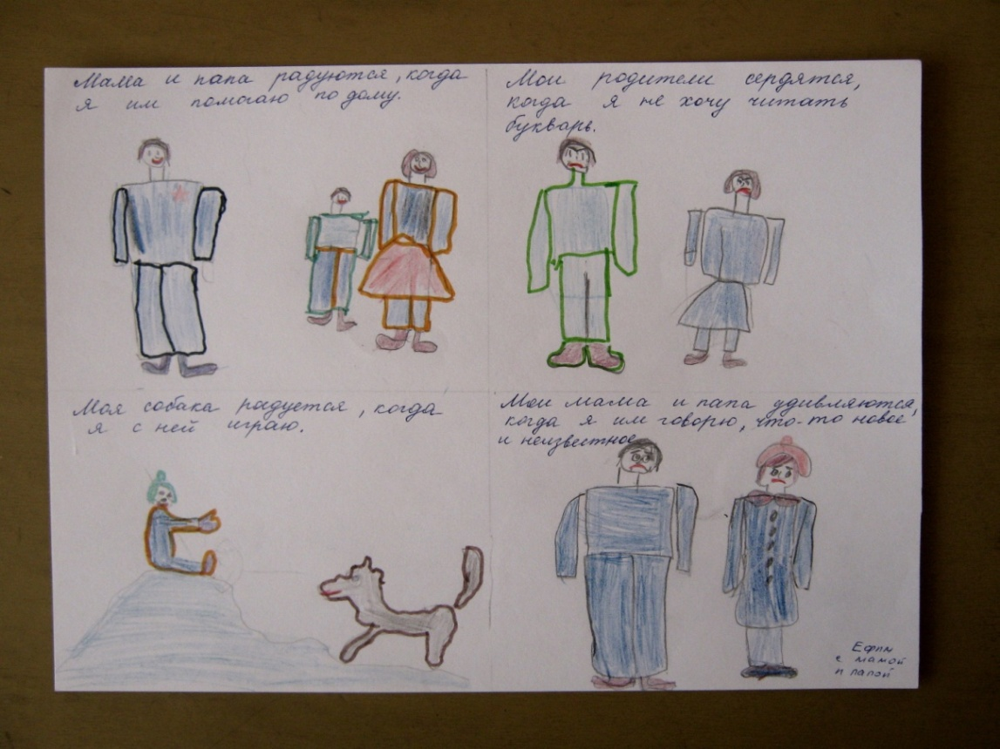 Мама и папа радуются, когда
я им помогаю по дому.
Мои родители сердятся,
когда я не хочу читать
букварь.
Моя собака радуется, когда
я с ней играю.
Мои мама и папа удивляются,
когда я им говорю, что-то новое
и неизвестное
Ефим
с мамой
и папой